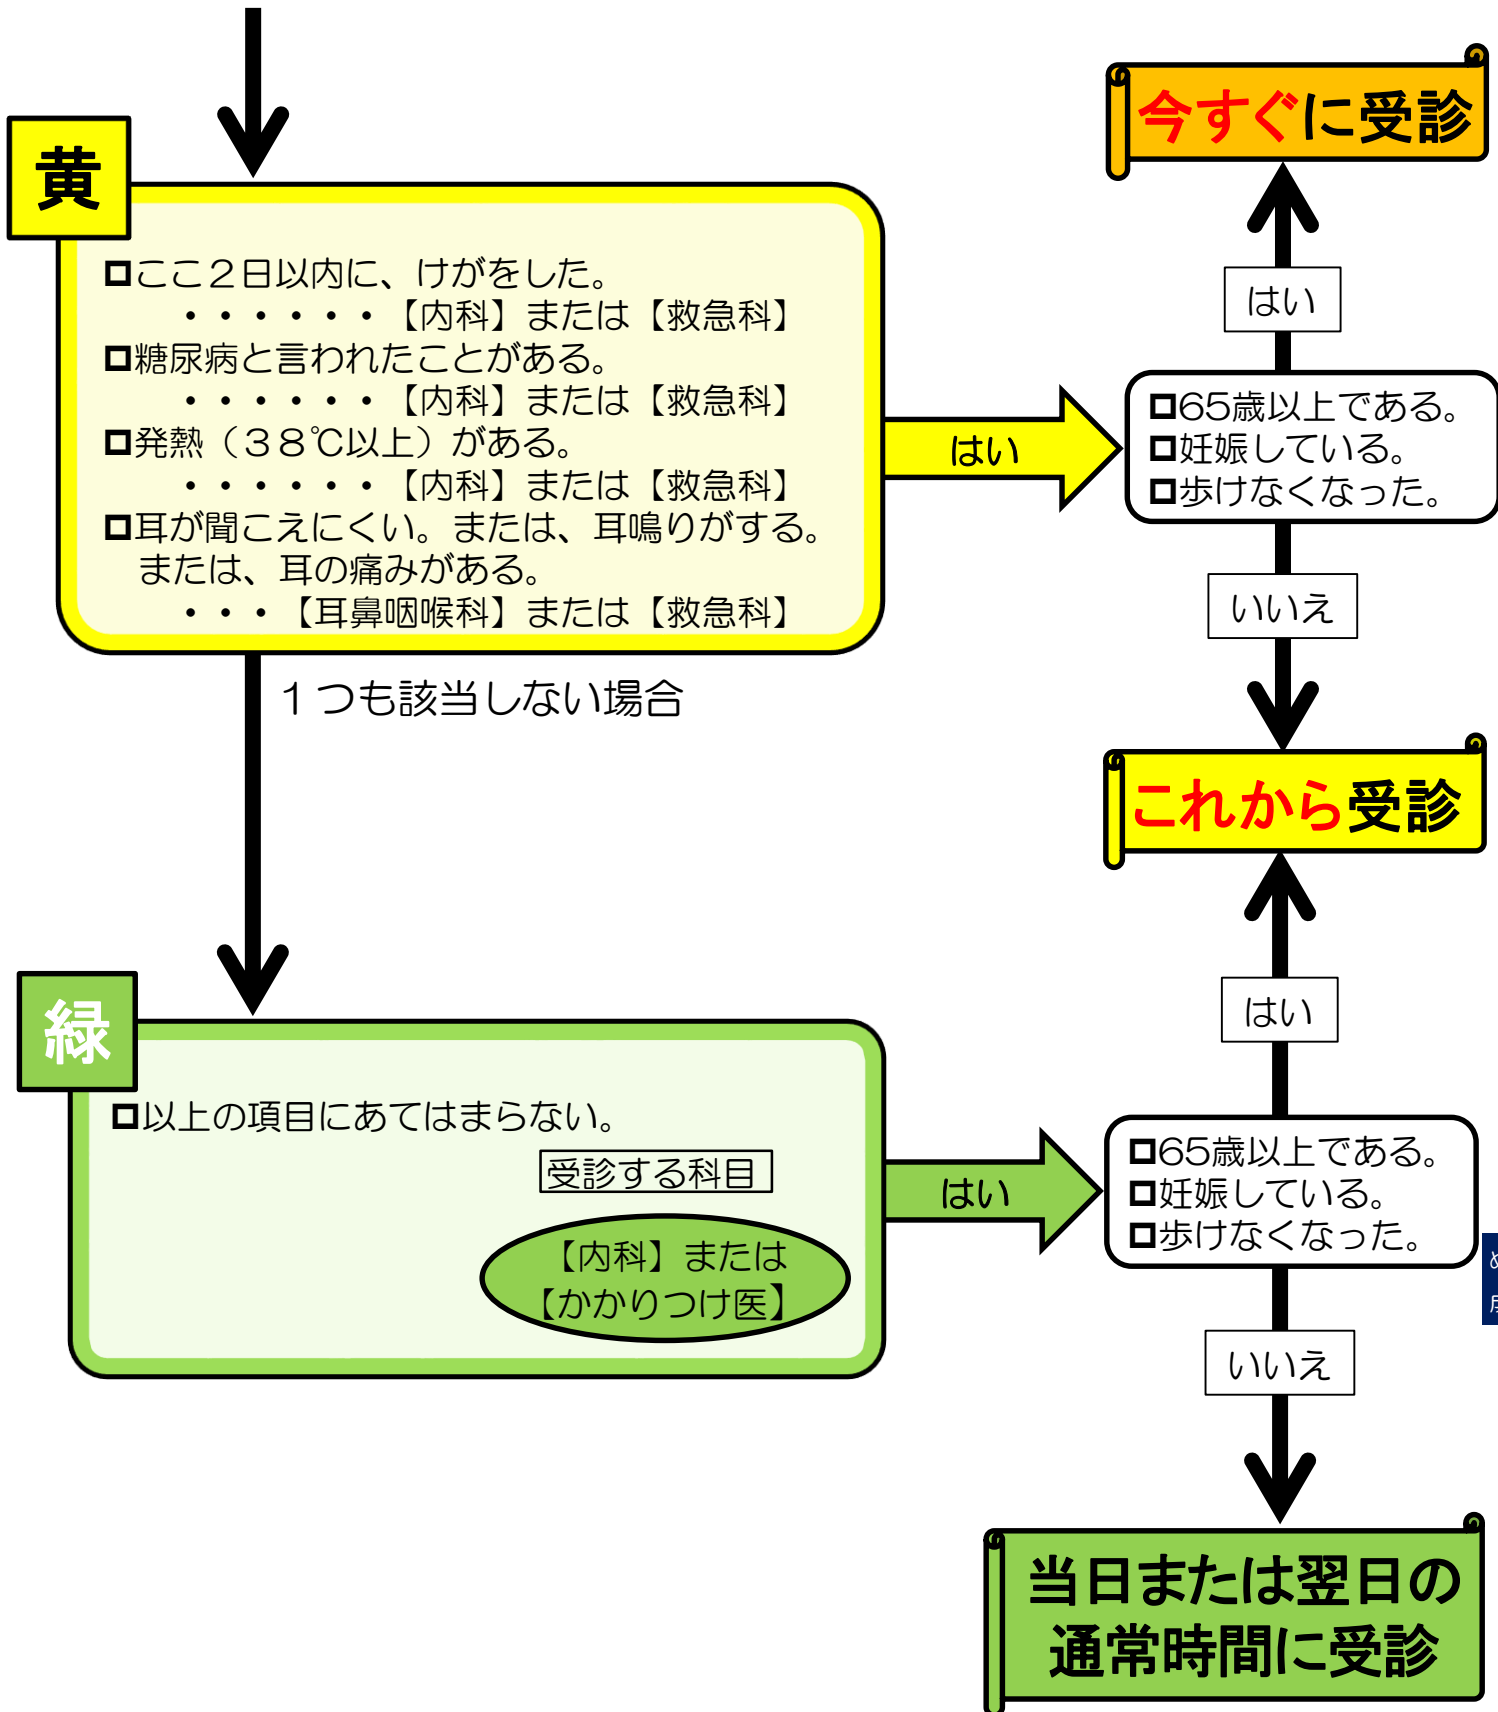 黄
□ここ２日以内に、けがをした。
・・・・・・【内科】または【救急科】
□糖尿病と言われたことがある。
・・・・・・【内科】または【救急科】
□発熱（３８℃以上）がある。
・・・・・・【内科】または【救急科】
□耳が聞こえにくい。または、耳鳴りがする。
または、耳の痛みがある。
・・・【耳鼻咽喉科】または【救急科】
はい
今すぐに受診
はい
□65歳以上である。
□妊娠している。
□歩けなくなった。
いいえ
これから受診
１つも該当しない場合
緑
□以上の項目にあてはまらない。
受診する科目
【内科】または
【かかりつけ医】
はい
はい
□65歳以上である。
□妊娠している。
□歩けなくなった。
いいえ
当日または翌日の
通常時間に受診